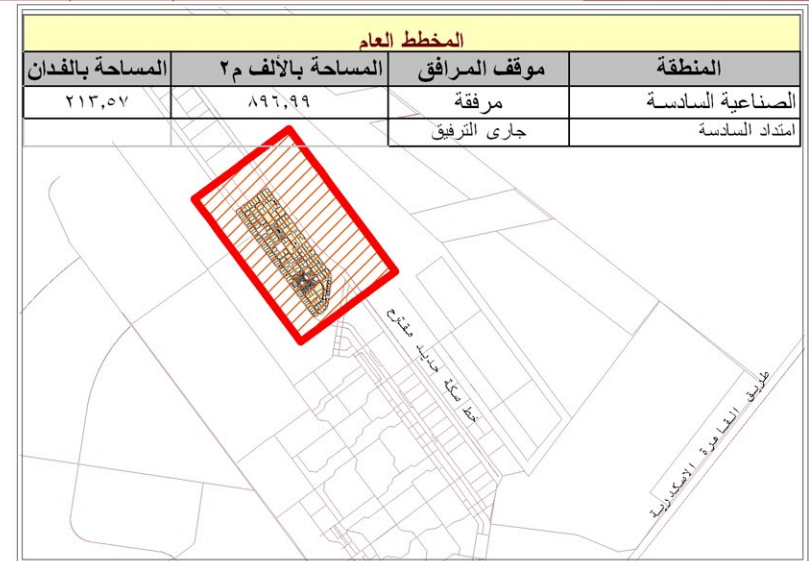 المخطط العام
المنطقة موقف المرافق المساحة بالألف م٢ المساحة بالفدان
الصناعية السادسة مرفقة ٨٩٦,٩٩ ٢١٣,٥٧
امتداد السادسة جارى الترفيق
خط سكة حديد مقترح
طريق القاهرة الاسكندرية